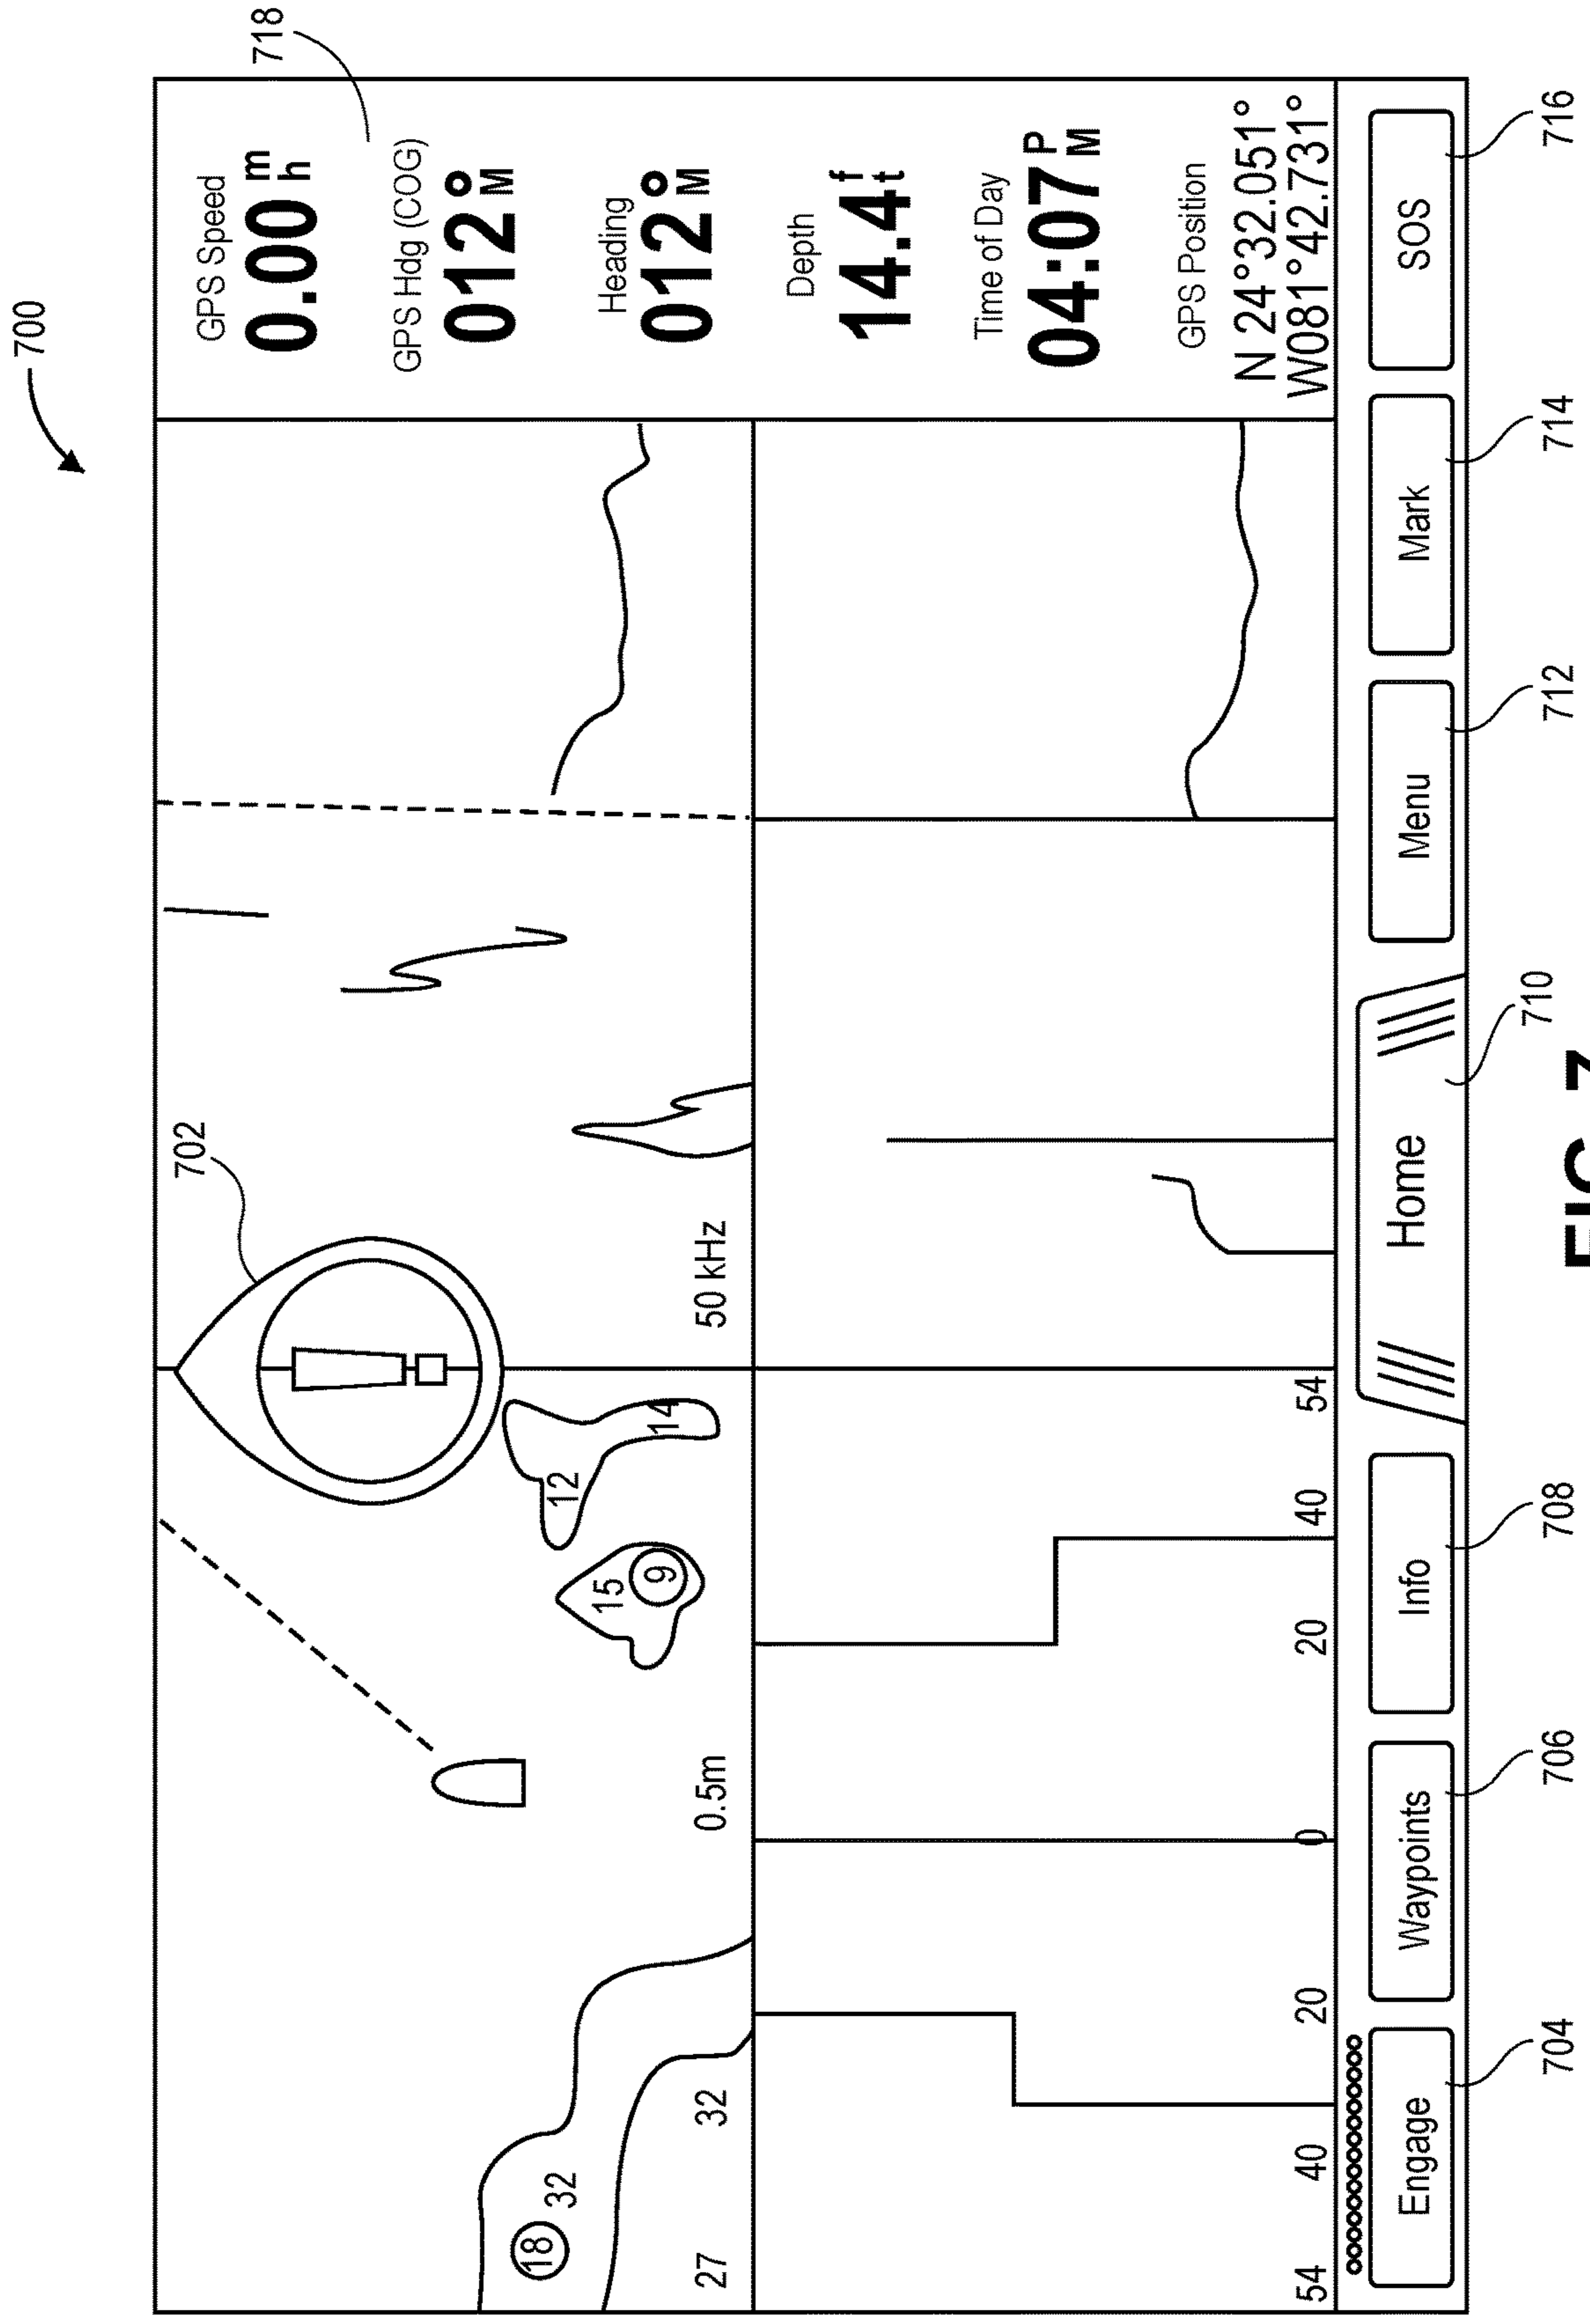 700
718
702
GPS Speed
0.00 mh
GPS Hdg (COG)
012°M
Heading
012°M
Depth
14.4 ft
Time of Day
04:07 PM
GPS Position
N 24°32.051°
W081°42.731°
18
32
27
32
0.5m
15
9
12
14
50 kHz
54
40
20
0
20
40
54
Engage
Waypoints
Info
Home
Menu
Mark
SOS
704
706
708
710
712
714
716
FIG. 7